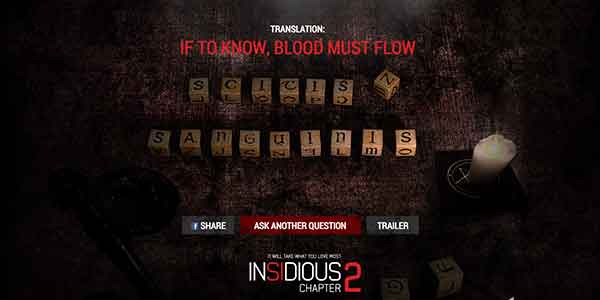 TRANSLATION:
IF TO KNOW, BLOOD MUST FLOW
SCICIS N
SANGUINIS
f SHARE
ASK ANOTHER QUESTION
TRAILER
IT WILL TAKE WHAT YOU LOVE MOST
INSIDIOUS
CHAPTER 2